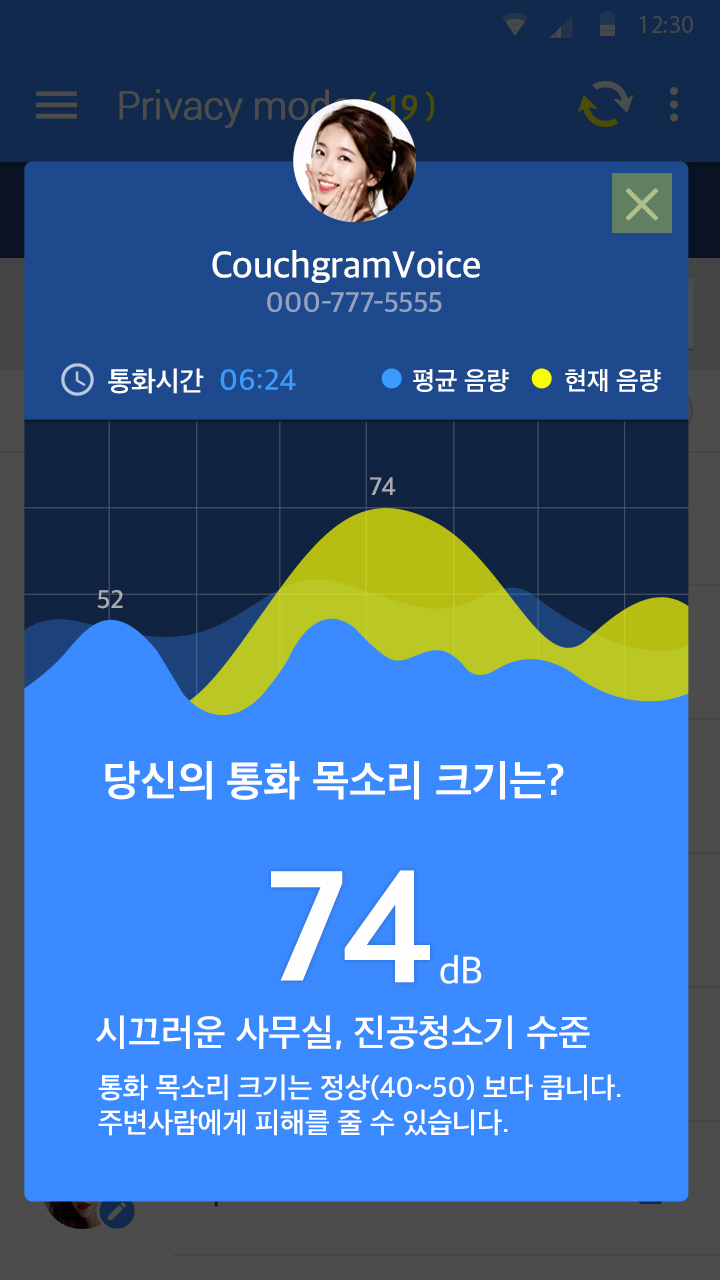 12:30
Privacy mode (19)
CouchgramVoice
000-777-5555
통화시간 06:24 평균 음량 현재 음량
74
52
당신의 통화 목소리 크기는?
74 dB
시끄러운 사무실, 진공청소기 수준
통화 목소리 크기는 정상(40~50) 보다 큽니다.
주변사람에게 피해를 줄 수 있습니다.